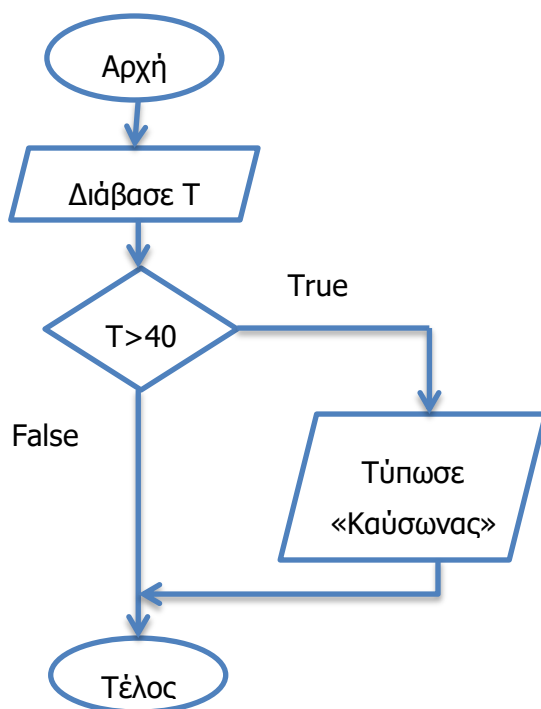 Αρχή
Διάβασε Τ
True
Τ>40
False
Τύπωσε
«Καύσωνας»
Τέλος